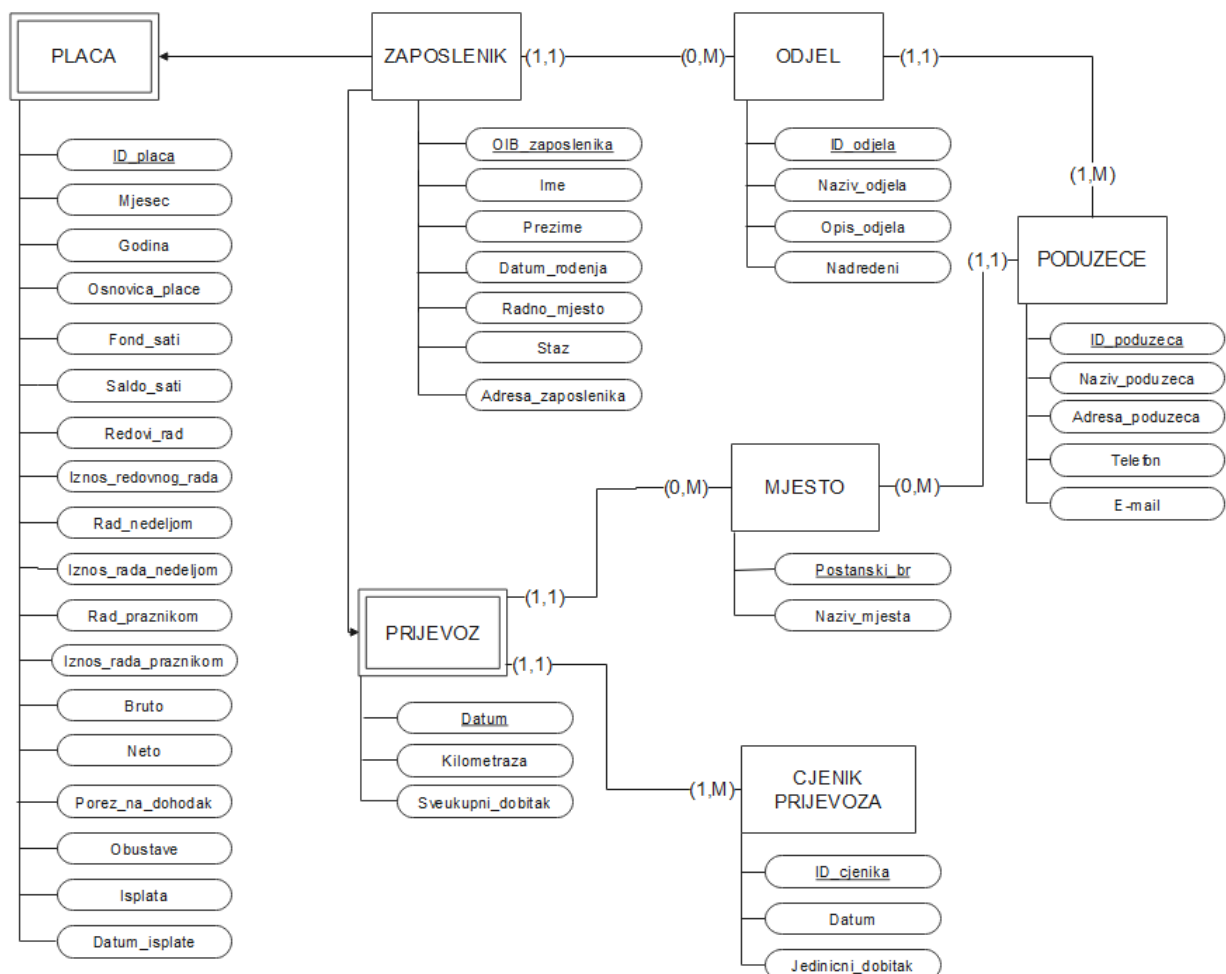 PLACA
ID_placa
Mjesec
Godina
Osnovica_place
Fond_sati
Saldo_sati
Redovi_rad
Iznos_redovnog_rada
Rad_nedeljom
Iznos_rada_nedeljom
Rad_praznikom
Iznos_rada_praznikom
Bruto
Neto
Porez_na_dohodak
Obustave
Isplata
Datum_isplate
ZAPOSLENIK
(1,1)
(0,M)
OIB_zaposlenika
Ime
Prezime
Datum_rođenja
Radno_mjesto
Staz
Adresa_zaposlenika
ODJEL
(1,1)
(1,M)
ID_odjela
Naziv_odjela
Opis_odjela
Nadređeni
PODUZECE
(1,1)
ID_poduzeca
Naziv_poduzeca
Adresa_poduzeca
Telefon
E-mail
(0,M)
MJESTO
(0,M)
Postanski_br
Naziv_mjesta
PRIJEVOZ
(1,1)
(1,1)
Datum
Kilometraza
Sveukupni_dobitak
(1,M)
CJENIK
PRIJEVOZA
ID_cjenika
Datum
Jedinicni_dobitak